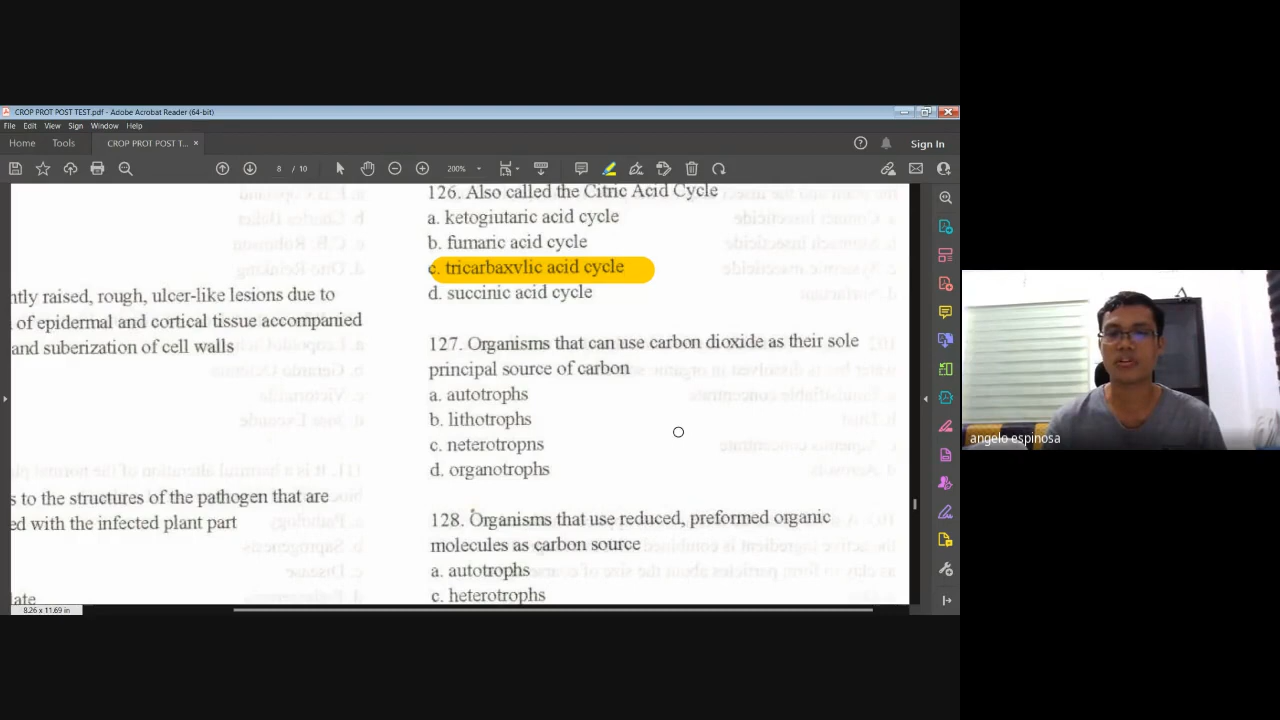 CROP PROT POST TEST.pdf - Adobe Acrobat Reader (64-bit)
File Edit View Sign Window Help
Home Tools CROP PROT POST T... × Sign In
8 / 10 200%
126. Also called the Citric Acid Cycle
a. ketogiutaric acid cycle
b. fumaric acid cycle
c. tricarbaxvlic acid cycle
d. succinic acid cycle
ntly raised, rough, ulcer-like lesions due to
of epidermal and cortical tissue accompanied
and suberization of cell walls
127. Organisms that can use carbon dioxide as their sole
principal source of carbon
a. autotrophs
b. lithotrophs
c. neterotropns
d. organotrophs
s to the structures of the pathogen that are
ed with the infected plant part
128. Organisms that use reduced, preformed organic
molecules as carbon source
a. autotrophs
c. heterotrophs
late
8.26 x 11.69 in
angelo espinosa